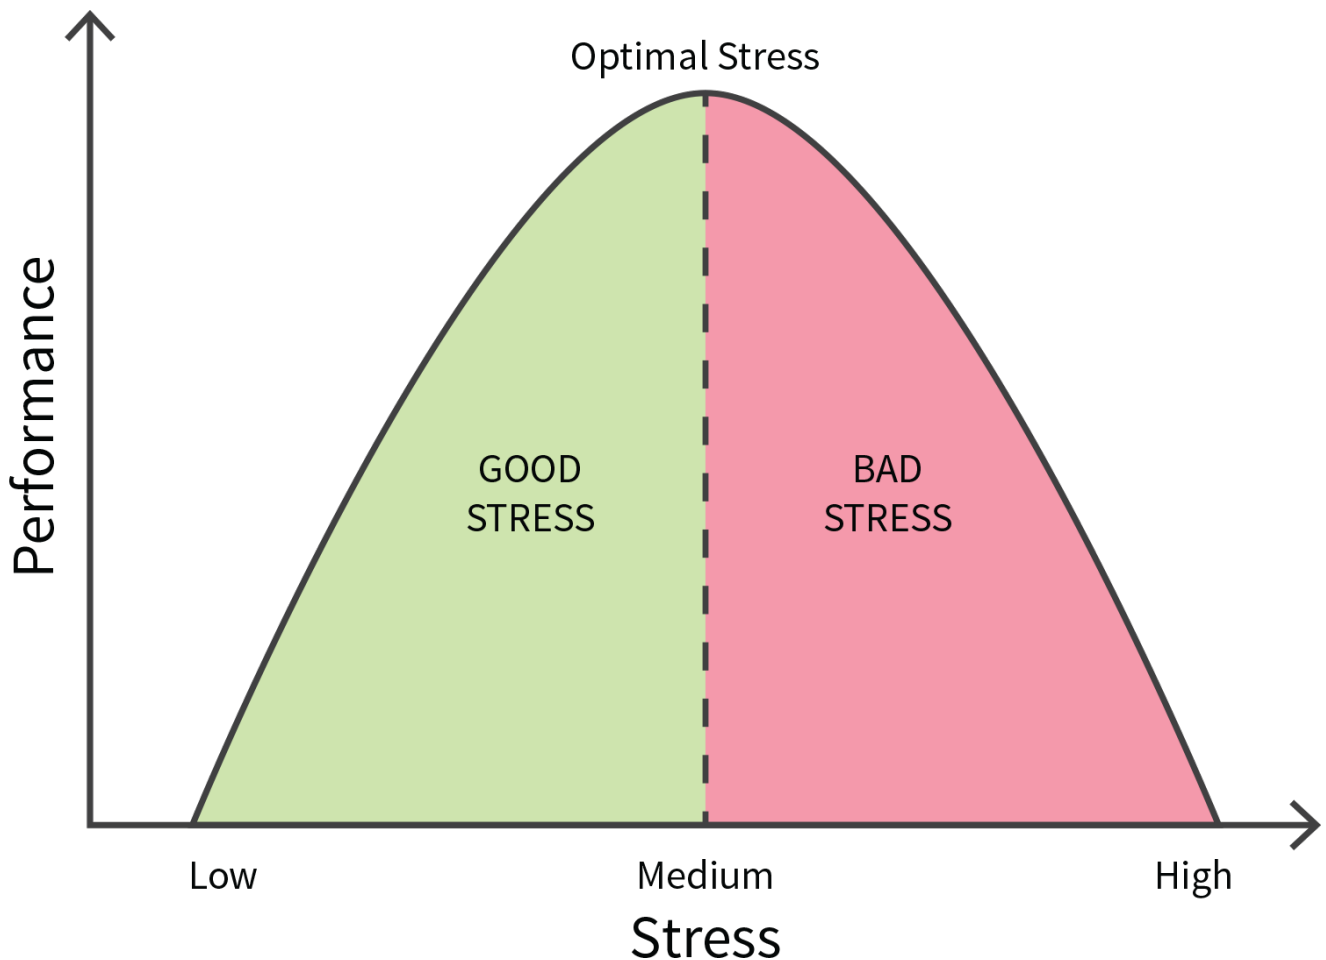 Optimal Stress
Performance
GOOD
STRESS
BAD
STRESS
Low
Medium
High
Stress